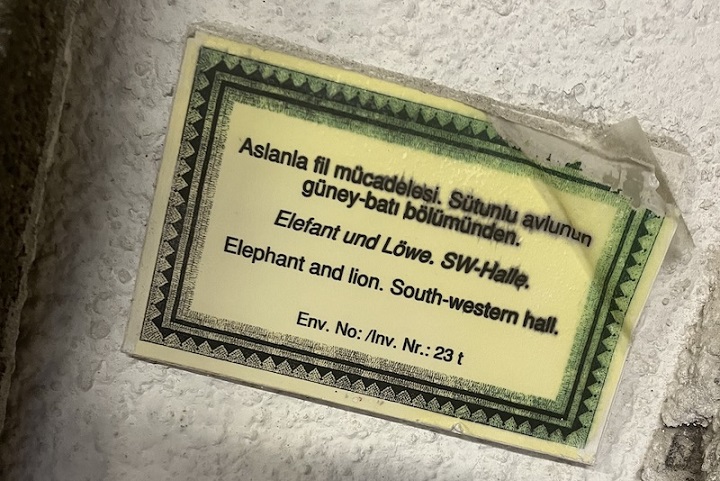 Aslanla fil mücadelesi. Sütunlu avlunun
güney-batı bölümünden.
Elefant und Löwe. SW-Halle.
Elephant and lion. South-western hall.
Env. No: /Inv. Nr.: 23 t